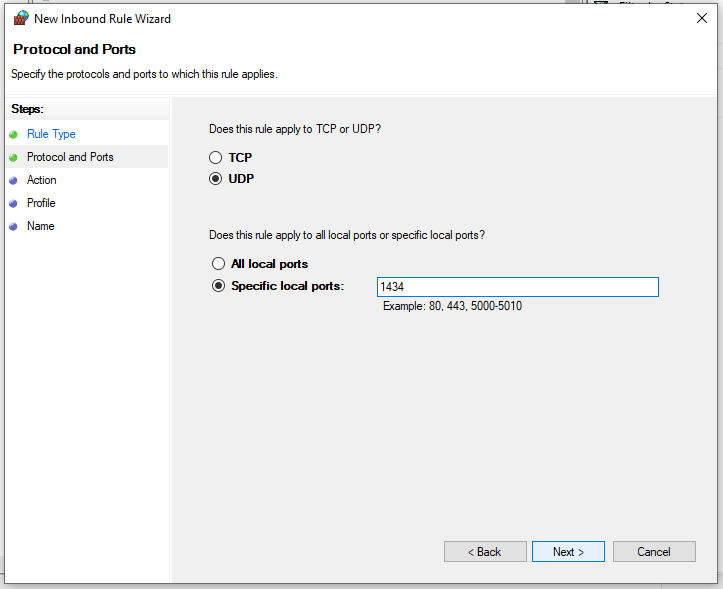 New Inbound Rule Wizard
Protocol and Ports
Specify the protocols and ports to which this rule applies.
Steps:
Rule Type
Protocol and Ports
Action
Profile
Name
Does this rule apply to TCP or UDP?
TCP
UDP
Does this rule apply to all local ports or specific local ports?
All local ports
Specific local ports:
1434
Example: 80, 443, 5000-5010
< Back
Next >
Cancel